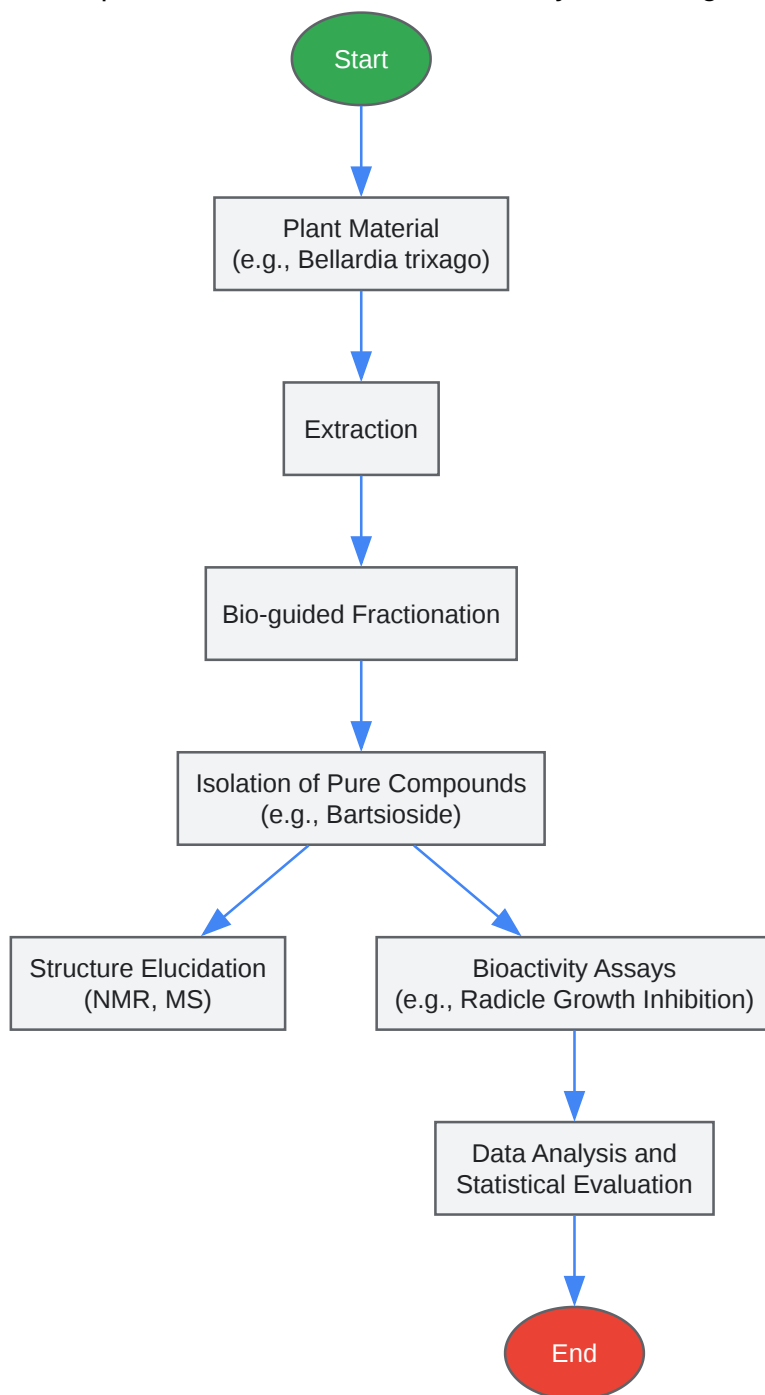 Start
Plant Material
(e.g., Bellardia trixago)
Extraction
Bio-guided Fractionation
Isolation of Pure Compounds
(e.g., Bartsioside)
Structure Elucidation
(NMR, MS)
Bioactivity Assays
(e.g., Radicle Growth Inhibition)
Data Analysis and
Statistical Evaluation
End